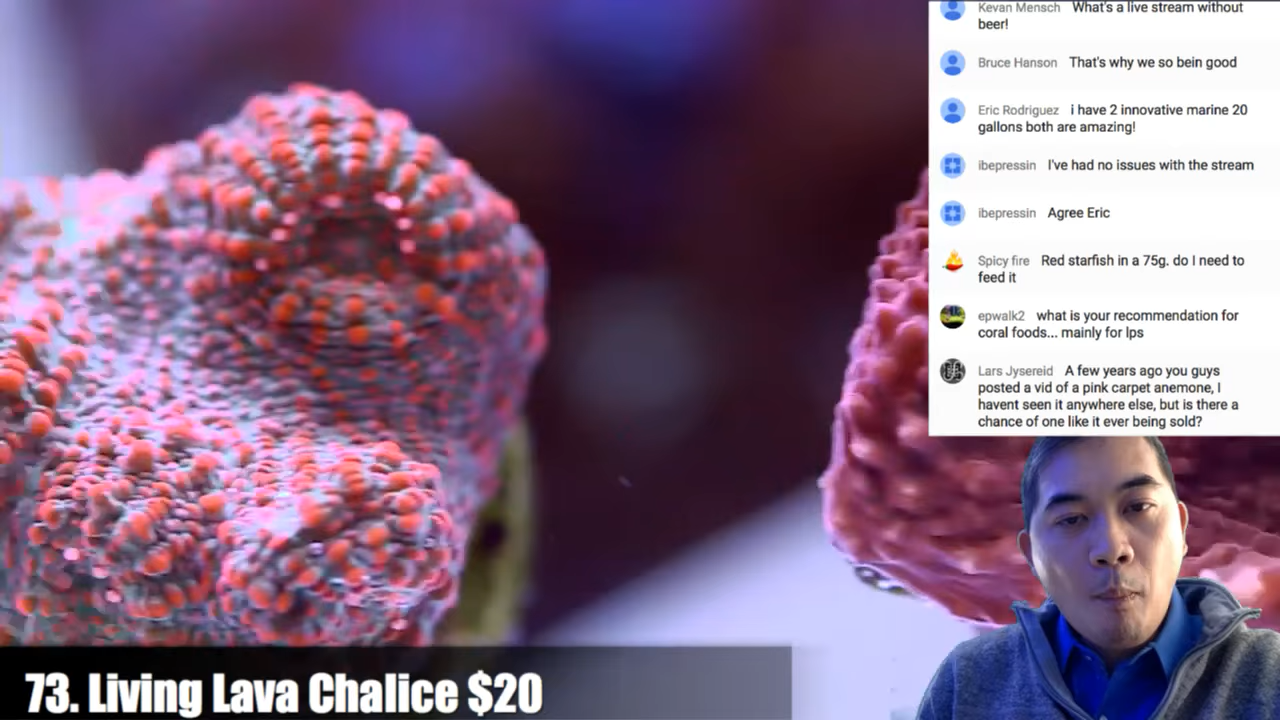 Kevan Mensch What's a live stream without
beer!
Bruce Hanson That's why we so bein good
Eric Rodriguez i have 2 innovative marine 20
gallons both are amazing!
ibepressin I've had no issues with the stream
ibepressin Agree Eric
Spicy fire Red starfish in a 75g. do I need to
feed it
epwalk2 what is your recommendation for
coral foods... mainly for lps
Lars Jysereid A few years ago you guys
posted a vid of a pink carpet anemone, I
havent seen it anywhere else, but is there a
chance of one like it ever being sold?
73. Living Lava Chalice $20